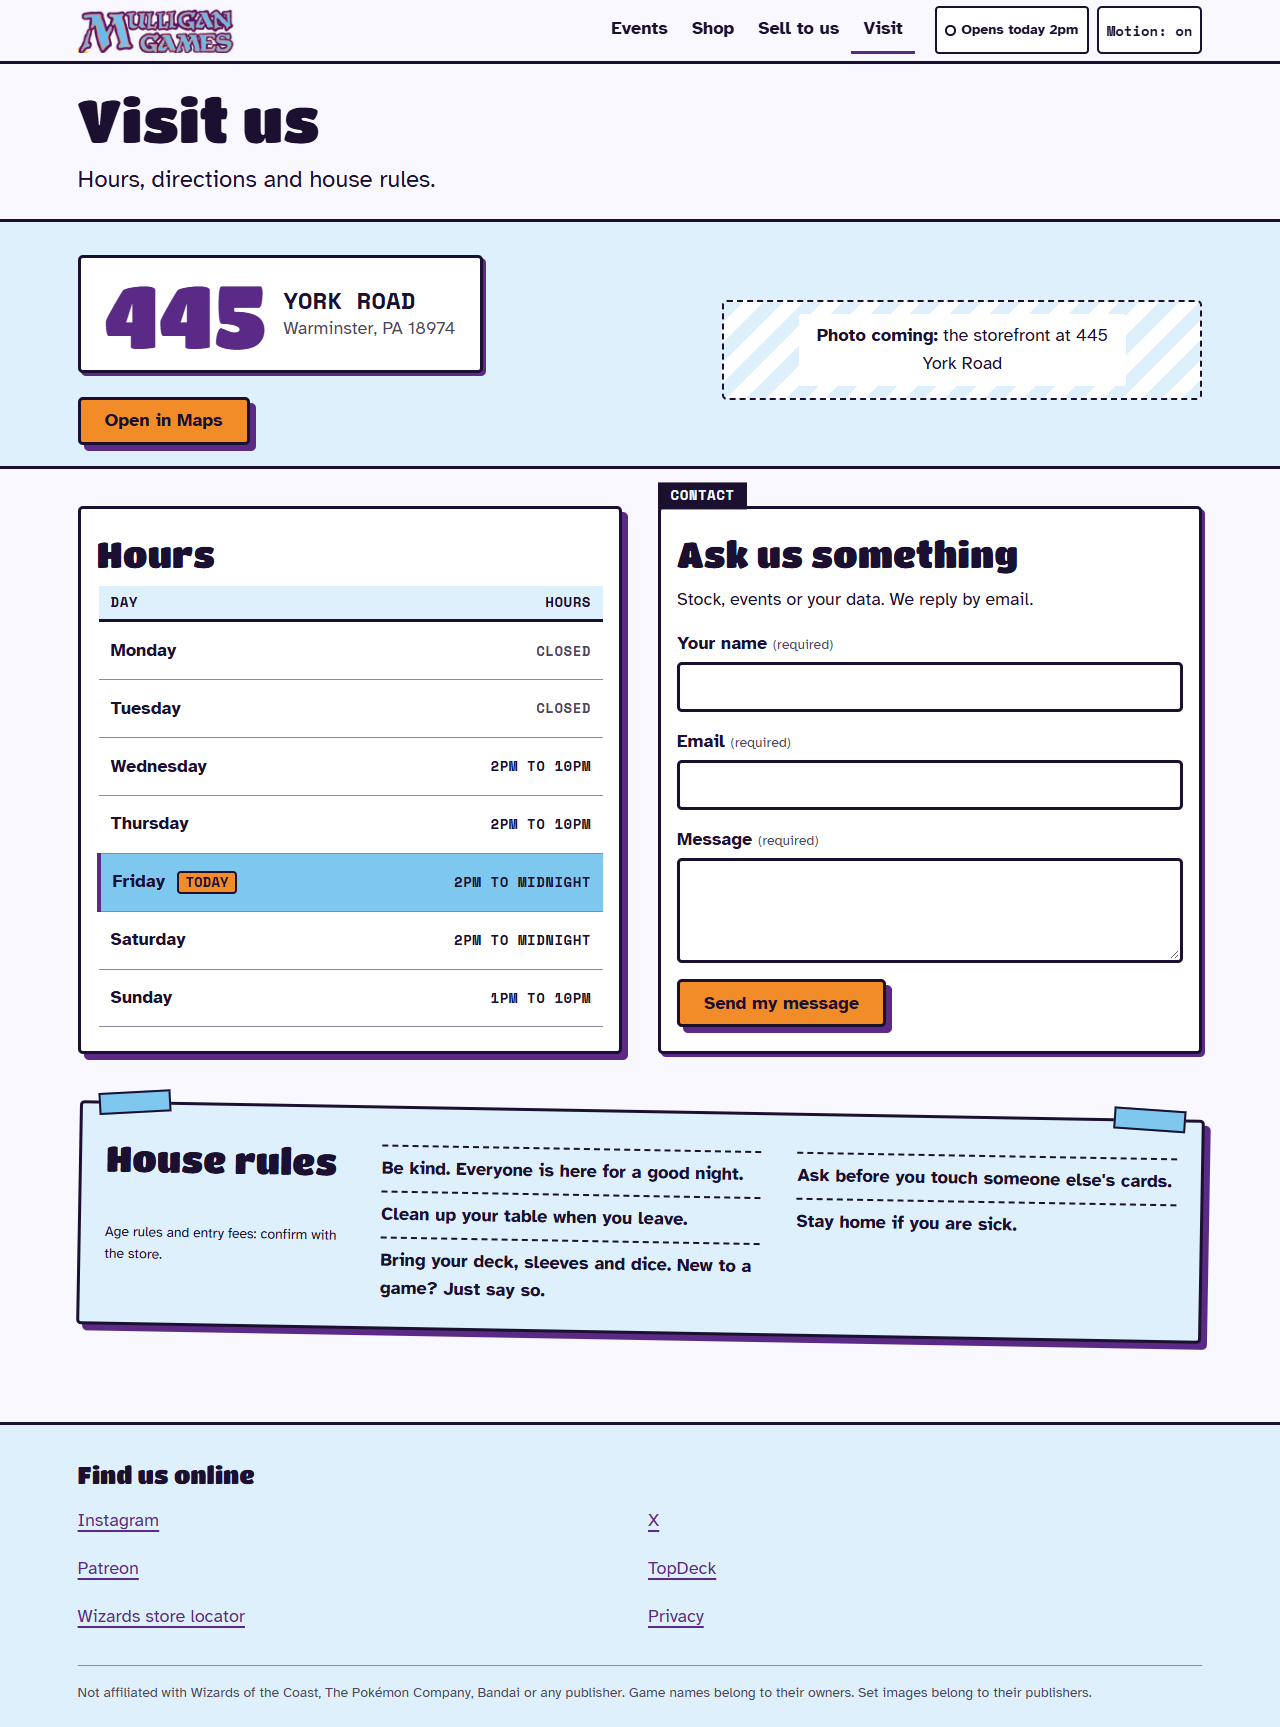 MULLIGAN GAMES
Events Shop Sell to us Visit Opens today 2pm Motion: on
Visit us
Hours, directions and house rules.
445
YORK ROAD
Warminster, PA 18974
Open in Maps
Photo coming: the storefront at 445
York Road
Hours
DAY HOURS
Monday CLOSED
Tuesday CLOSED
Wednesday 2PM TO 10PM
Thursday 2PM TO 10PM
Friday TODAY 2PM TO MIDNIGHT
Saturday 2PM TO MIDNIGHT
Sunday 1PM TO 10PM
CONTACT
Ask us something
Stock, events or your data. We reply by email.
Your name (required)
Email (required)
Message (required)
Send my message
House rules
Age rules and entry fees: confirm with
the store.
Be kind. Everyone is here for a good night.
Clean up your table when you leave.
Bring your deck, sleeves and dice. New to a
game? Just say so.
Ask before you touch someone else's cards.
Stay home if you are sick.
Find us online
Instagram
X
Patreon
TopDeck
Wizards store locator
Privacy
Not affiliated with Wizards of the Coast, The Pokémon Company, Bandai or any publisher. Game names belong to their owners. Set images belong to their publishers.